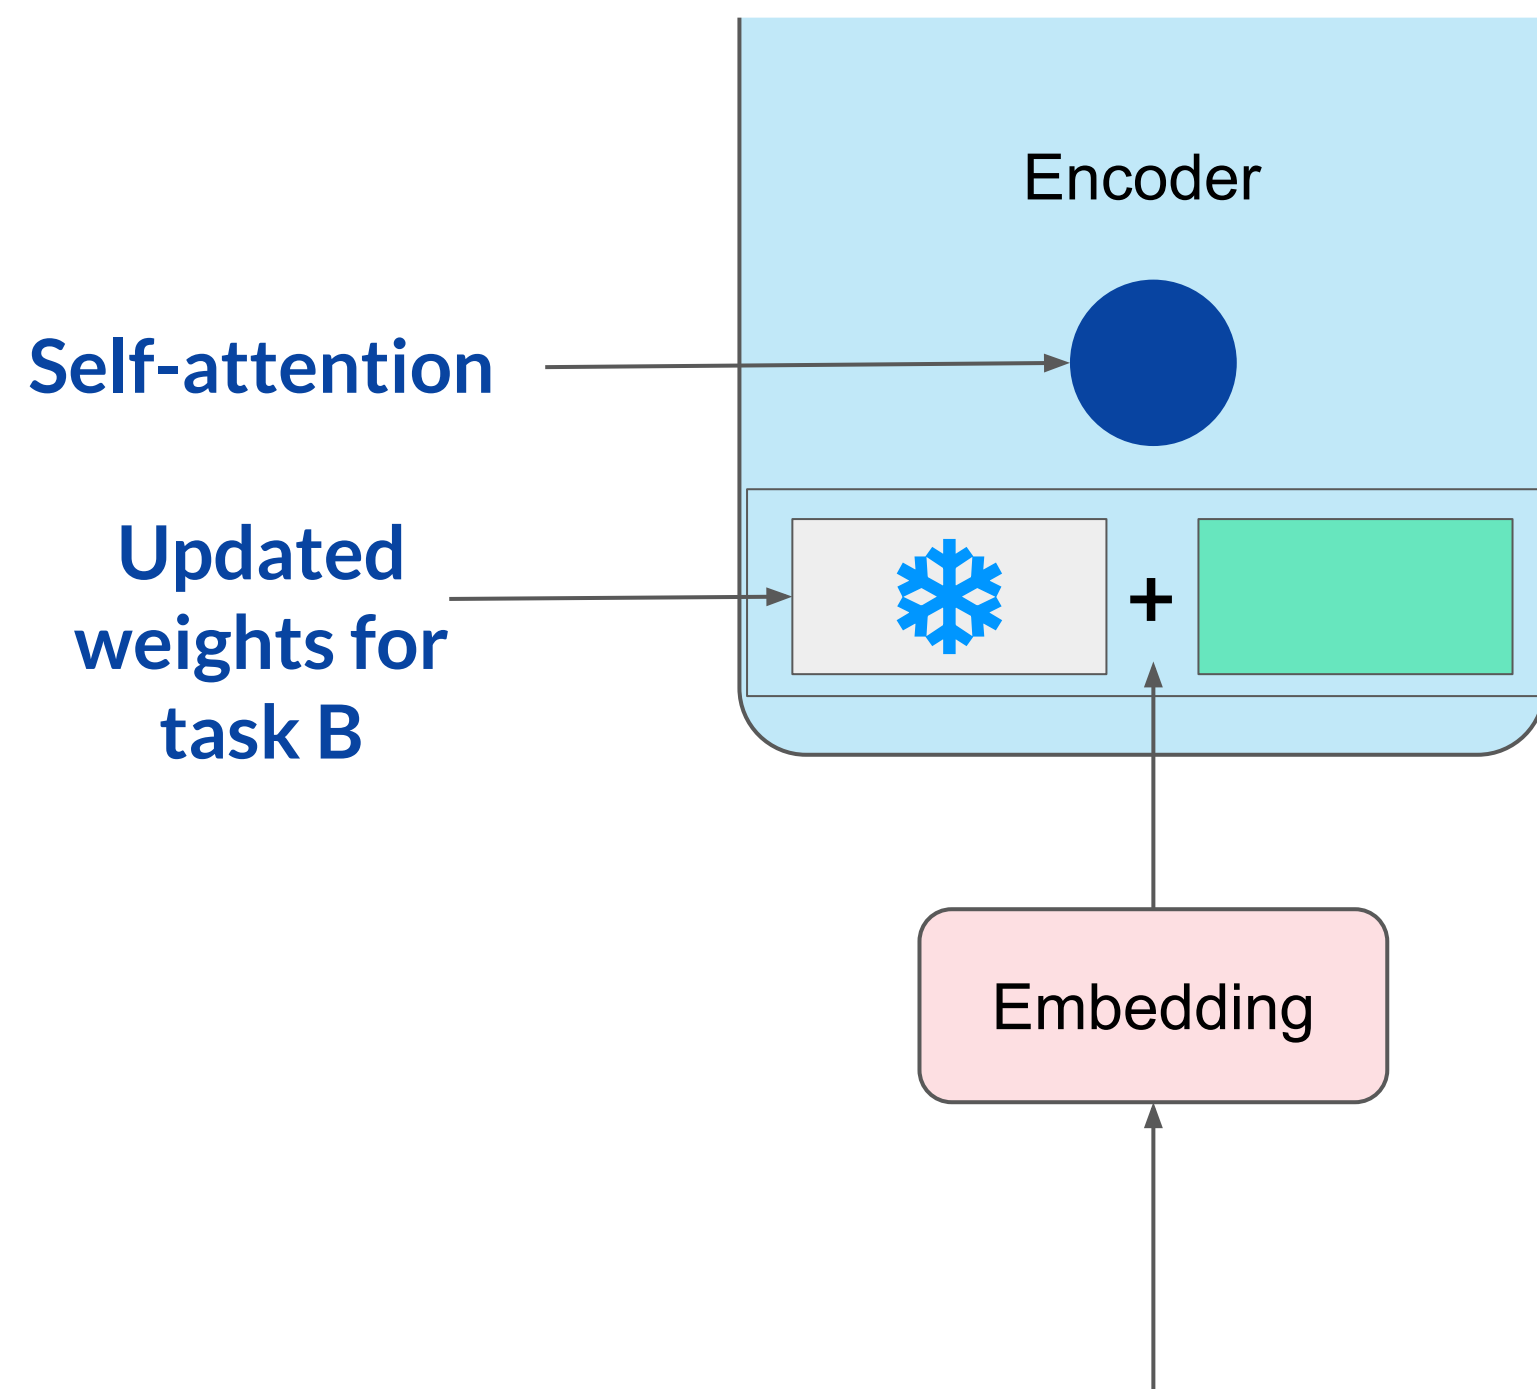 Encoder
Self-attention
Updated
weights for
task B
+
Embedding